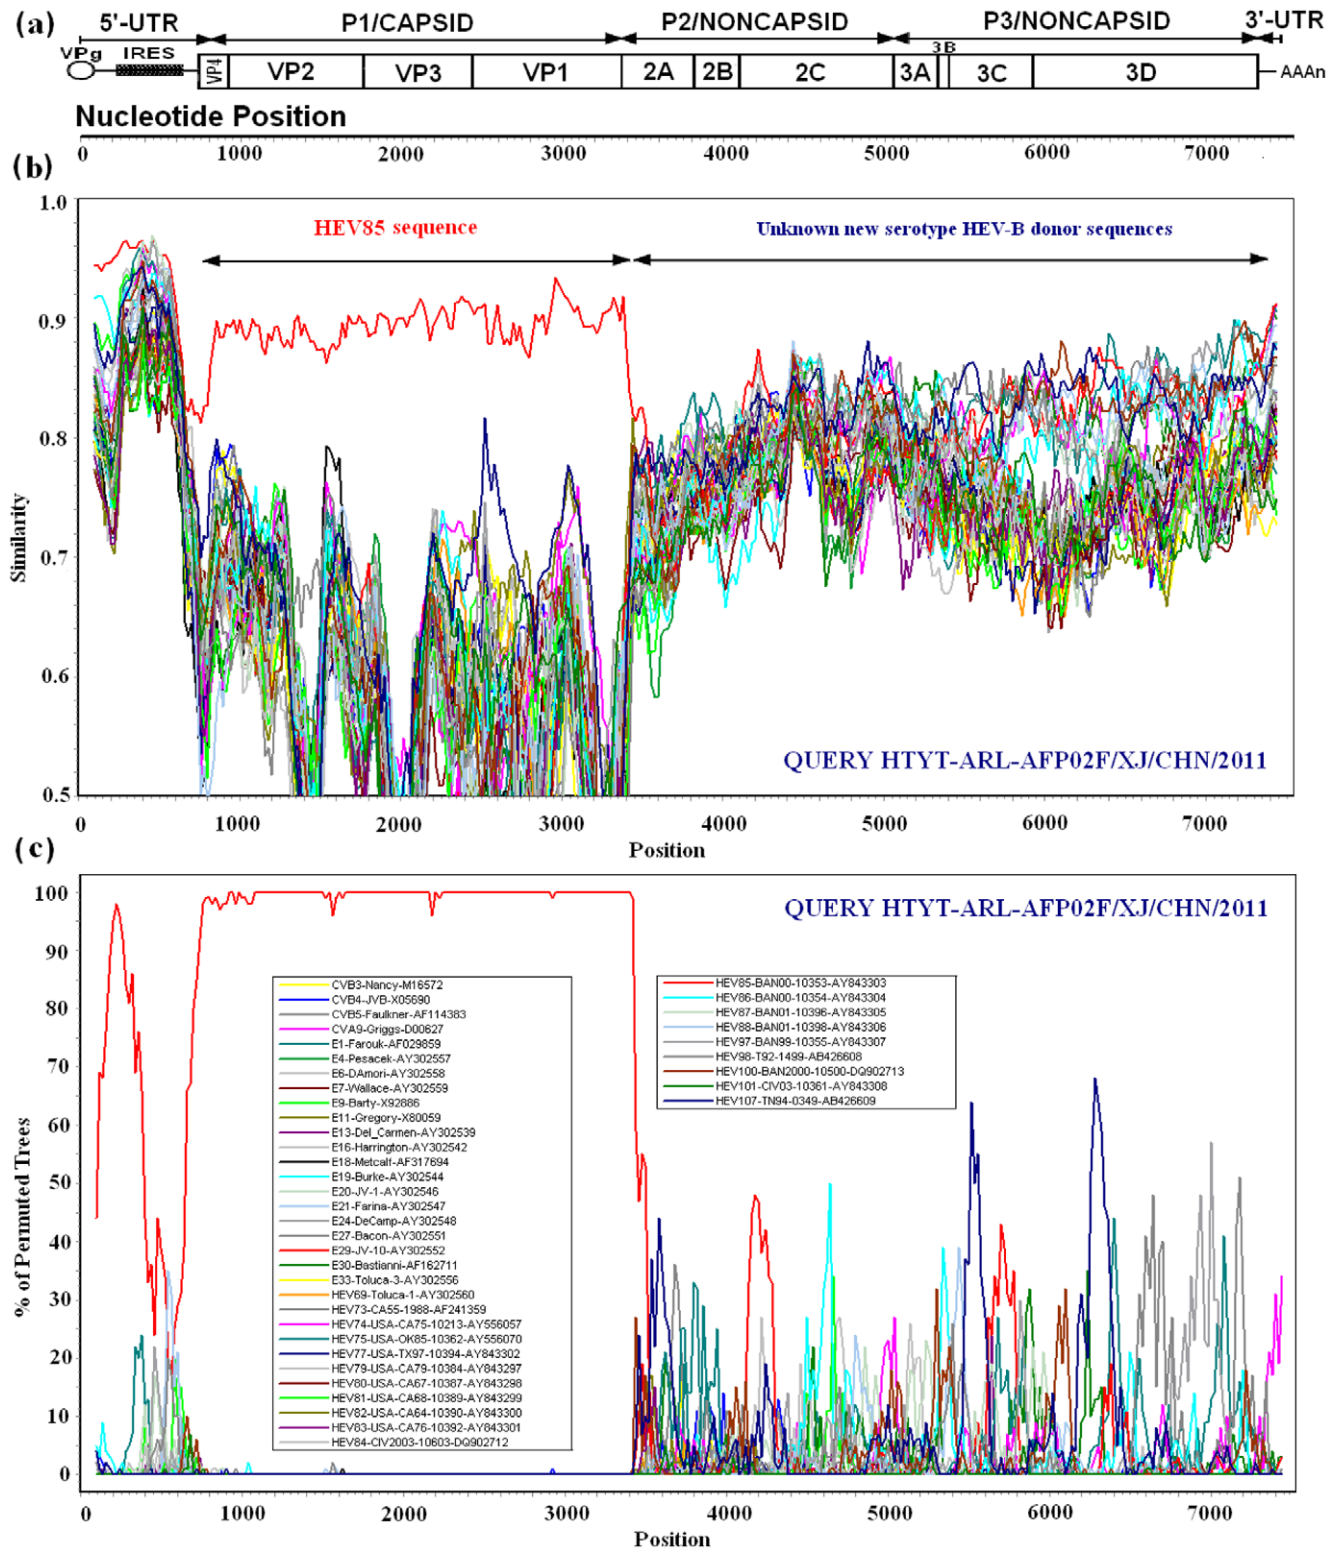 (a)
5'-UTR P1/CAPSID P2/NONCAPSID P3/NONCAPSID 3'-UTR
VPg IRES 3B
VP4 VP2 VP3 VP1 2A 2B 2C 3A 3C 3D AAAn
Nucleotide Position
0 1000 2000 3000 4000 5000 6000 7000
(b)
1.0
0.9
0.8
0.7
0.6
0.5
Similarity
HEV85 sequence
Unknown new serotype HEV-B donor sequences
QUERY HTYT-ARL-AFP02F/XJ/CHN/2011
0 1000 2000 3000 4000 5000 6000 7000
Position
(c)
100
90
80
70
60
50
40
30
20
10
0
% of Permuted Trees
QUERY HTYT-ARL-AFP02F/XJ/CHN/2011
CVB3-Nancy-M16572
CVB4-JVB-X05690
CVB5-Faulkner-AF114383
CVA9-Griggs-D00627
E1-Farouk-AF029859
E4-Pesacek-AY302557
E6-DAmori-AY302558
E7-Wallace-AY302559
E9-Barty-X92886
E11-Gregory-X80059
E13-Del_Carmen-AY302539
E16-Harrington-AY302542
E18-Metcalf-AF317694
E19-Burke-AY302544
E20-JV-1-AY302546
E21-Farina-AY302547
E24-DeCamp-AY302548
E27-Bacon-AY302551
E29-JV-10-AY302552
E30-Bastianni-AF162711
E33-Toluca-3-AY302556
HEV69-Toluca-1-AY302560
HEV73-CA55-1988-AF241359
HEV74-USA-CA75-10213-AY556057
HEV75-USA-OK85-10362-AY556070
HEV77-USA-TX97-10394-AY843302
HEV79-USA-CA79-10384-AY843297
HEV80-USA-CA67-10387-AY843298
HEV81-USA-CA68-10389-AY843299
HEV82-USA-CA64-10390-AY843300
HEV83-USA-CA76-10392-AY843301
HEV84-CIV2003-10603-DQ902712
HEV85-BAN00-10353-AY843303
HEV86-BAN00-10354-AY843304
HEV87-BAN01-10396-AY843305
HEV88-BAN01-10398-AY843306
HEV97-BAN99-10355-AY843307
HEV98-T92-1499-AB426608
HEV100-BAN2000-10500-DQ902713
HEV101-CIV03-10361-AY843308
HEV107-TN94-0349-AB426609
0 1000 2000 3000 4000 5000 6000 7000
Position